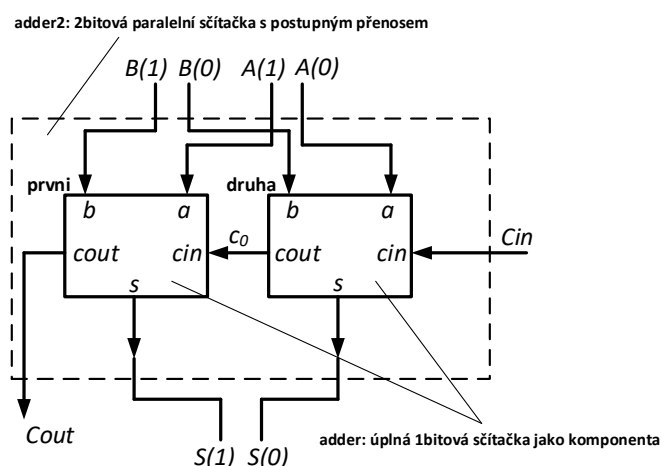 adder2: 2bitová paralelní sčítačka s postupným přenosem
B(1) B(0) A(1) A(0)
prvni druha
b a b a
cout cin c₀ cout cin Cin
s s
Cout S(1) S(0)
adder: úplná 1bitová sčítačka jako komponenta